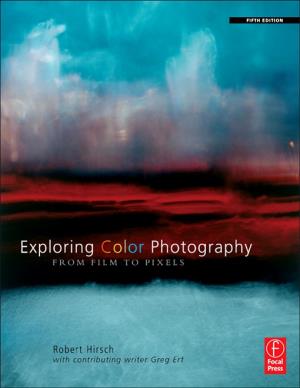 FIFTH EDITION
Exploring Color Photography
FROM FILM TO PIXELS
Robert Hirsch
with contributing writer Greg Erf
Focal
Press